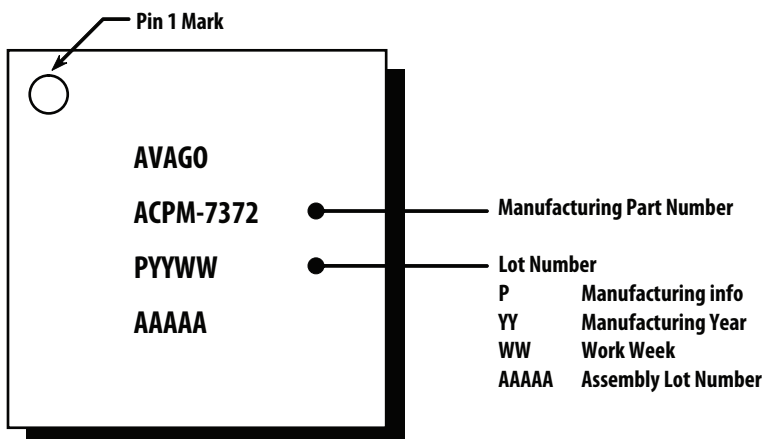 Pin 1 Mark
AVAGO
ACPM-7372
PYYWW
AAAAA
Manufacturing Part Number
Lot Number
P Manufacturing info
YY Manufacturing Year
WW Work Week
AAAAA Assembly Lot Number